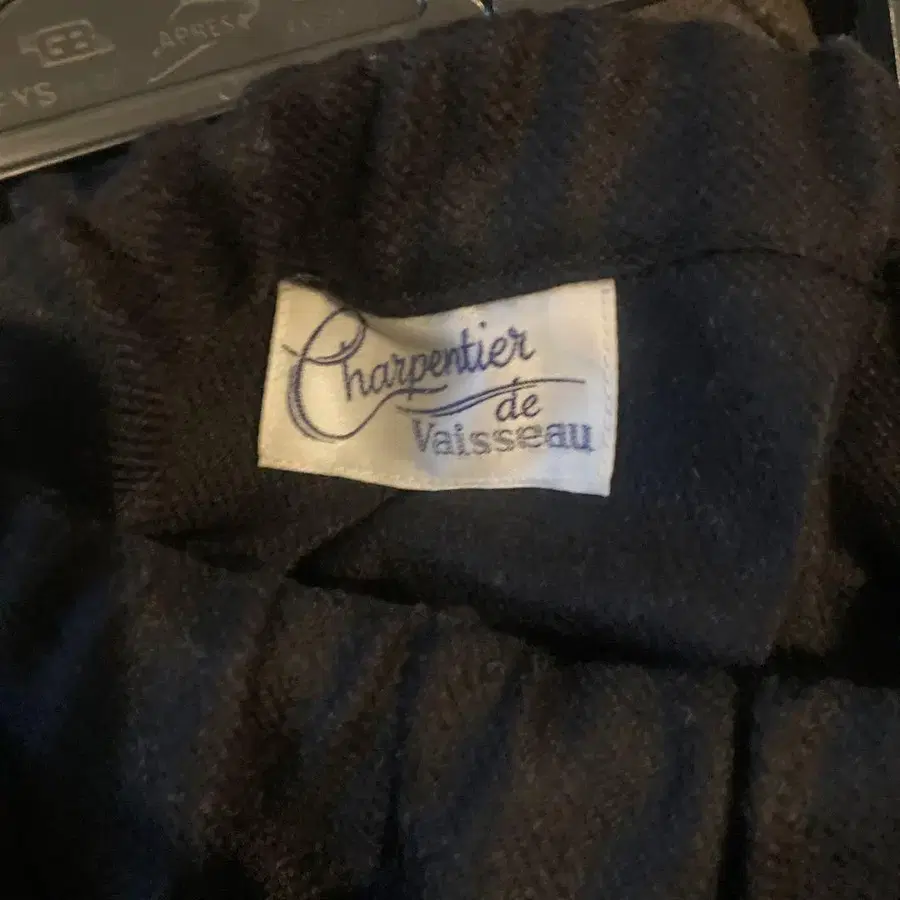 APRES
Charpentier
de
Vaisseau